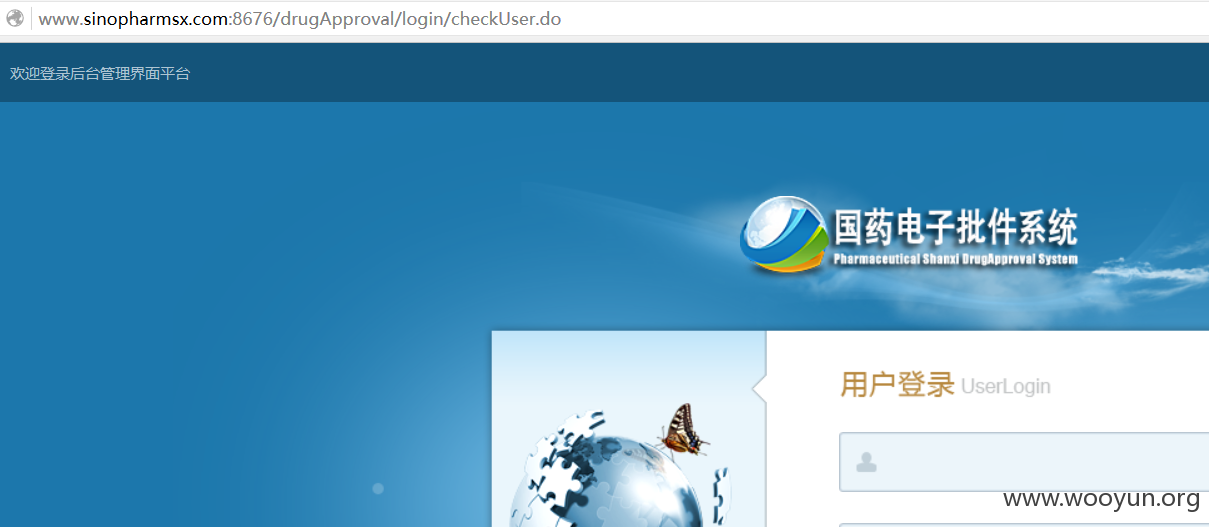 www.sinopharmsx.com:8676/drugApproval/login/checkUser.do
欢迎登录后台管理界面平台
国药电子批件系统
Pharmaceutical Shanxi DrugApproval System
用户登录 UserLogin
www.wooyun.org